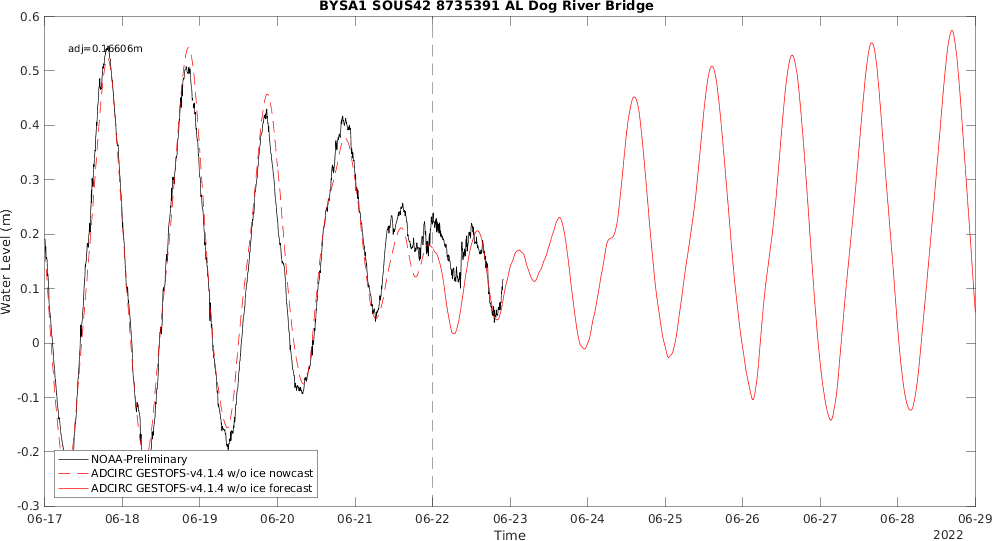 BYSA1 SOUS42 8735391 AL Dog River Bridge
0.6
adj=0.16606m
0.5
0.4
0.3
0.2
0.1
0
-0.1
-0.2
-0.3
Water Level (m)
NOAA-Preliminary
ADCIRC GESTOFS-v4.1.4 w/o ice nowcast
ADCIRC GESTOFS-v4.1.4 w/o ice forecast
06-17 06-18 06-19 06-20 06-21 06-22 06-23 06-24 06-25 06-26 06-27 06-28 06-29
Time
2022